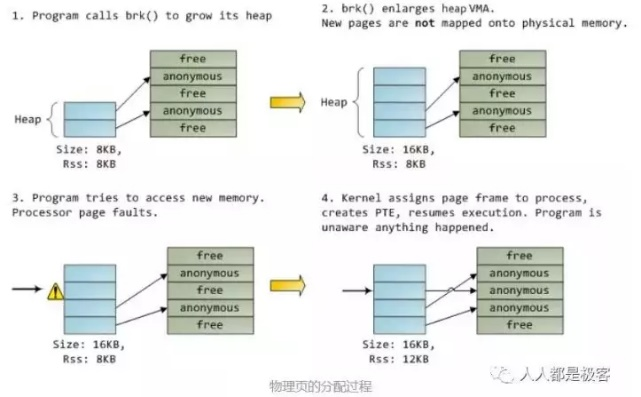 1. Program calls brk() to grow its heap
free
anonymous
free
anonymous
free
Heap
Size: 8KB,
Rss: 8KB
2. brk() enlarges heap VMA.
New pages are not mapped onto physical memory.
free
anonymous
free
anonymous
free
Heap
Size: 16KB,
Rss: 8KB
3. Program tries to access new memory.
Processor page faults.
free
anonymous
free
anonymous
free
Size: 16KB,
Rss: 8KB
4. Kernel assigns page frame to process,
creates PTE, resumes execution. Program is
unaware anything happened.
free
anonymous
anonymous
anonymous
free
Size: 16KB,
Rss: 12KB
物理页的分配过程
人人都是极客